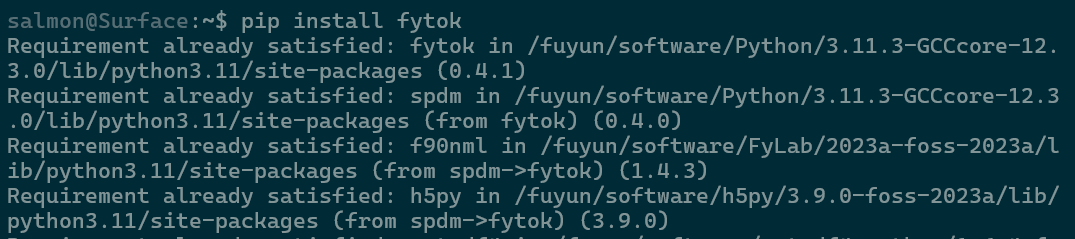 salmon@Surface:~$ pip install fytok
Requirement already satisfied: fytok in /fuyun/software/Python/3.11.3-GCCcore-12.
3.0/lib/python3.11/site-packages (0.4.1)
Requirement already satisfied: spdm in /fuyun/software/Python/3.11.3-GCCcore-12.3
.0/lib/python3.11/site-packages (from fytok) (0.4.0)
Requirement already satisfied: f90nml in /fuyun/software/FyLab/2023a-foss-2023a/l
ib/python3.11/site-packages (from spdm->fytok) (1.4.3)
Requirement already satisfied: h5py in /fuyun/software/h5py/3.9.0-foss-2023a/lib/
python3.11/site-packages (from spdm->fytok) (3.9.0)